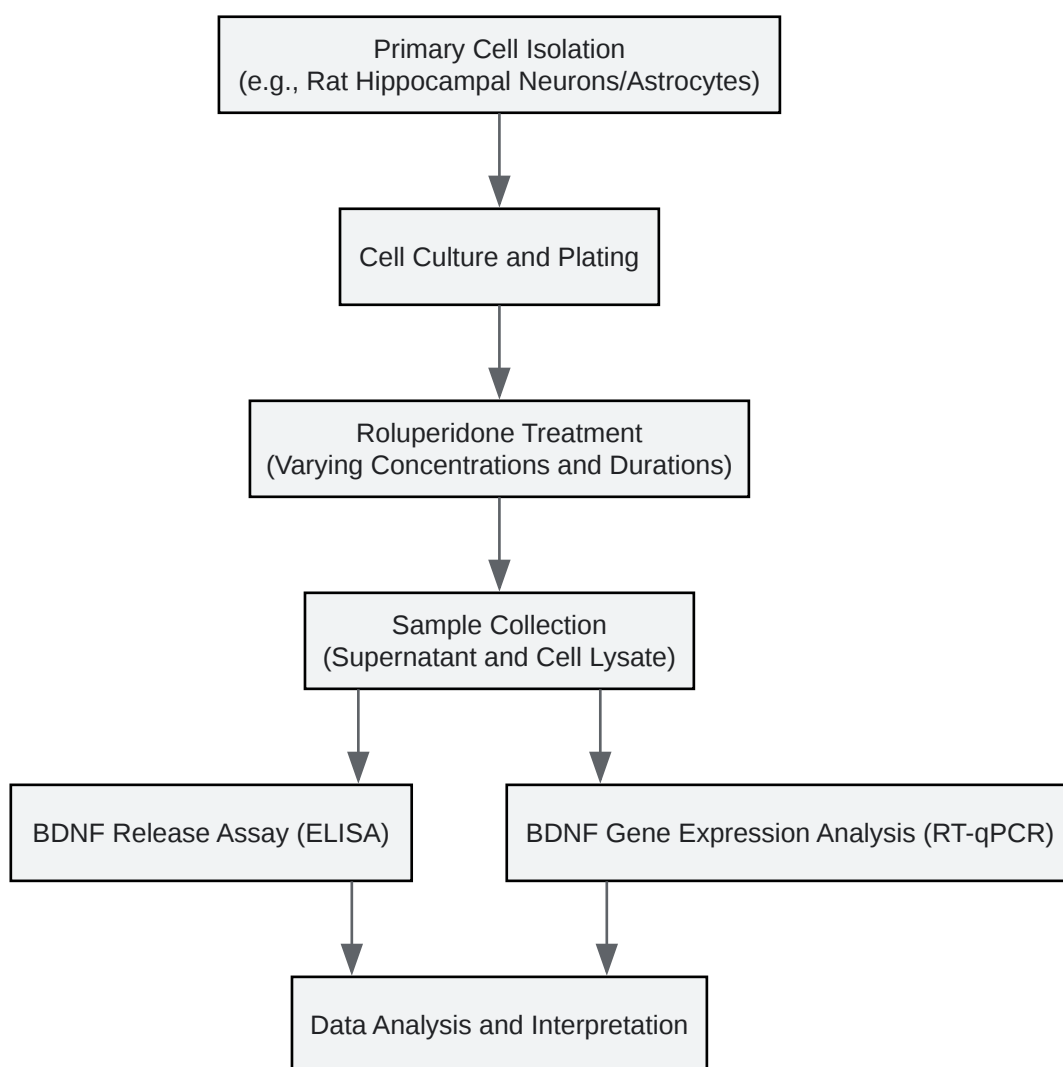 Primary Cell Isolation
(e.g., Rat Hippocampal Neurons/Astrocytes)
Cell Culture and Plating
Roluperidone Treatment
(Varying Concentrations and Durations)
Sample Collection
(Supernatant and Cell Lysate)
BDNF Release Assay (ELISA)
BDNF Gene Expression Analysis (RT-qPCR)
Data Analysis and Interpretation